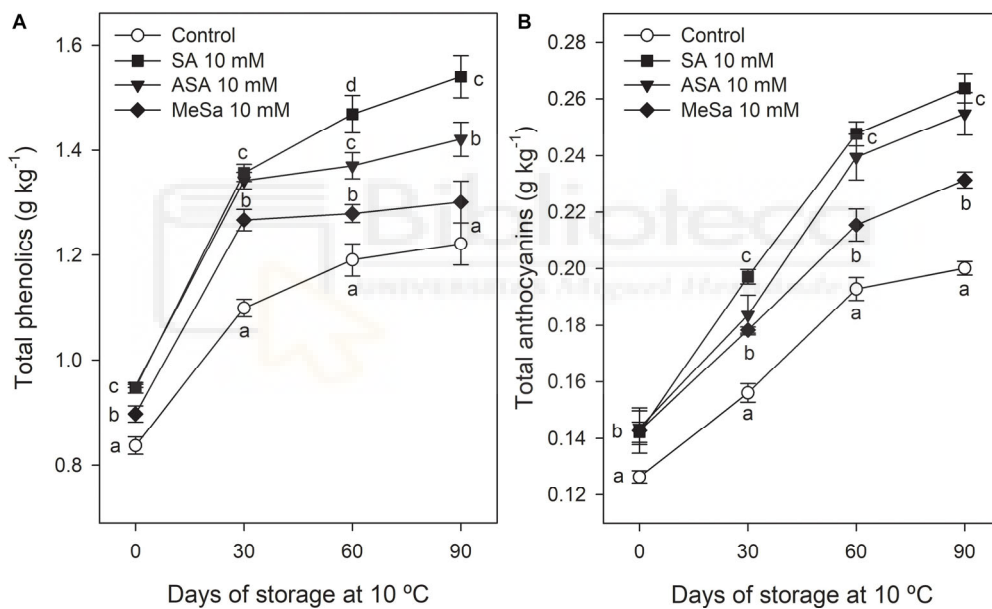 A
Control
SA 10 mM
ASA 10 mM
MeSa 10 mM
Total phenolics (g kg⁻¹)
1.6
1.4
1.2
1.0
0.8
c
b
a
c
b
a
d
c
b
a
c
b
a
0
30
60
90
Days of storage at 10 ºC
B
Control
SA 10 mM
ASA 10 mM
MeSa 10 mM
Total anthocyanins (g kg⁻¹)
0.28
0.26
0.24
0.22
0.20
0.18
0.16
0.14
0.12
b
a
c
b
a
c
b
a
c
b
a
0
30
60
90
Days of storage at 10 ºC
Biblioteca